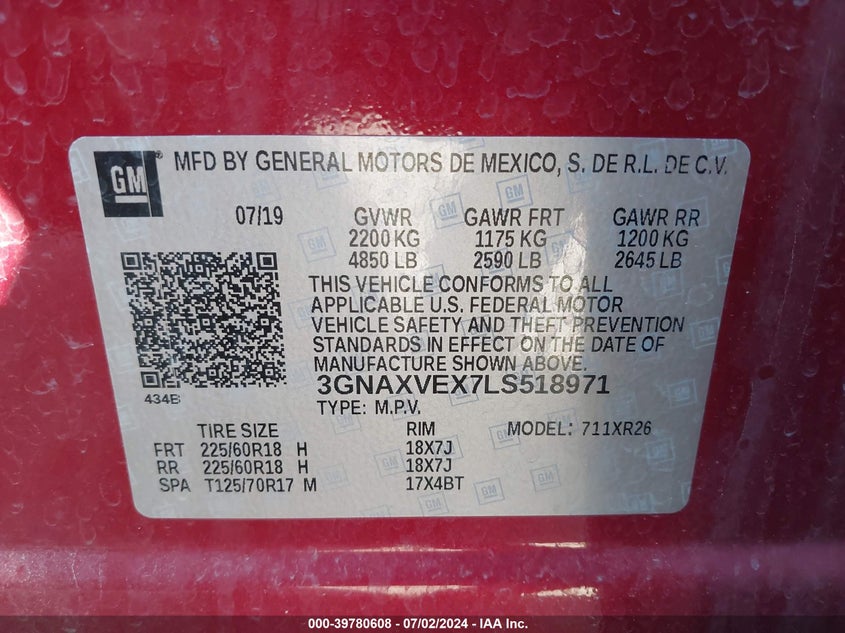 GM
MFD BY GENERAL MOTORS DE MEXICO, S. DE R.L. DE C.V.
07/19 GVWR GAWR FRT GAWR RR
2200 KG 1175 KG 1200 KG
4850 LB 2590 LB 2645 LB
THIS VEHICLE CONFORMS TO ALL
APPLICABLE U.S. FEDERAL MOTOR
VEHICLE SAFETY AND THEFT PREVENTION
STANDARDS IN EFFECT ON THE DATE OF
MANUFACTURE SHOWN ABOVE.
434B
3GNAXVEX7LS518971
TYPE: M.P.V.
TIRE SIZE RIM MODEL: 711XR26
FRT 225/60R18 H 18X7J
RR 225/60R18 H 18X7J
SPA T125/70R17 M 17X4BT
000-39780608 - 07/02/2024 - IAA Inc.